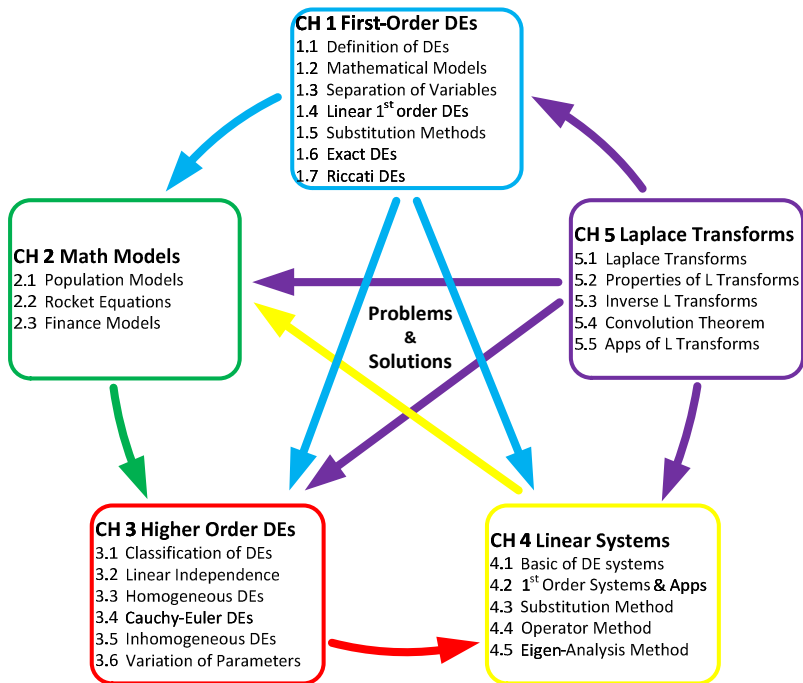 CH 1 First-Order DEs
1.1 Definition of DEs
1.2 Mathematical Models
1.3 Separation of Variables
1.4 Linear 1st order DEs
1.5 Substitution Methods
1.6 Exact DEs
1.7 Riccati DEs
CH 2 Math Models
2.1 Population Models
2.2 Rocket Equations
2.3 Finance Models
Problems
&
Solutions
CH 5 Laplace Transforms
5.1 Laplace Transforms
5.2 Properties of L Transforms
5.3 Inverse L Transforms
5.4 Convolution Theorem
5.5 Apps of L Transforms
CH 3 Higher Order DEs
3.1 Classification of DEs
3.2 Linear Independence
3.3 Homogeneous DEs
3.4 Cauchy-Euler DEs
3.5 Inhomogeneous DEs
3.6 Variation of Parameters
CH 4 Linear Systems
4.1 Basic of DE systems
4.2 1st Order Systems & Apps
4.3 Substitution Method
4.4 Operator Method
4.5 Eigen-Analysis Method